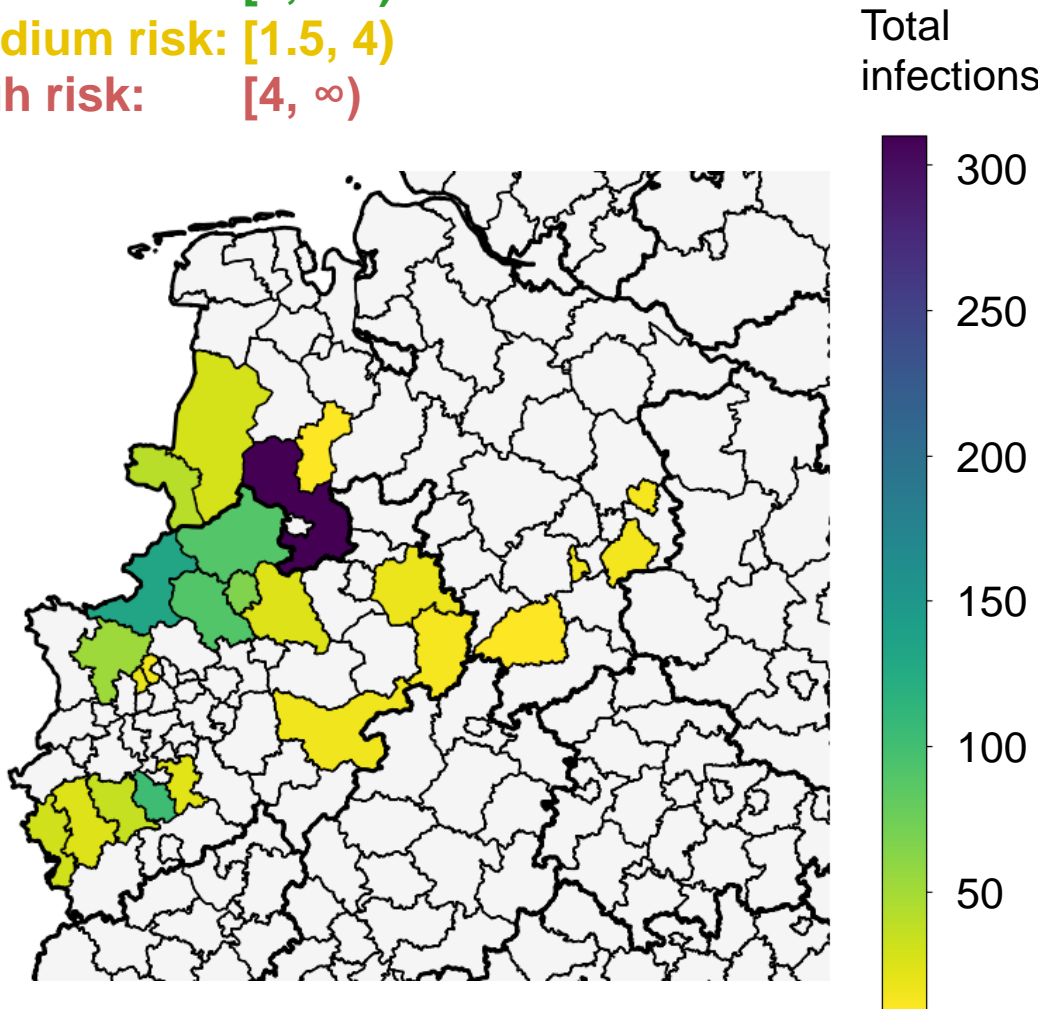 dium risk: [1.5, 4)
h risk: [4, ∞)
Total
infections
300
250
200
150
100
50